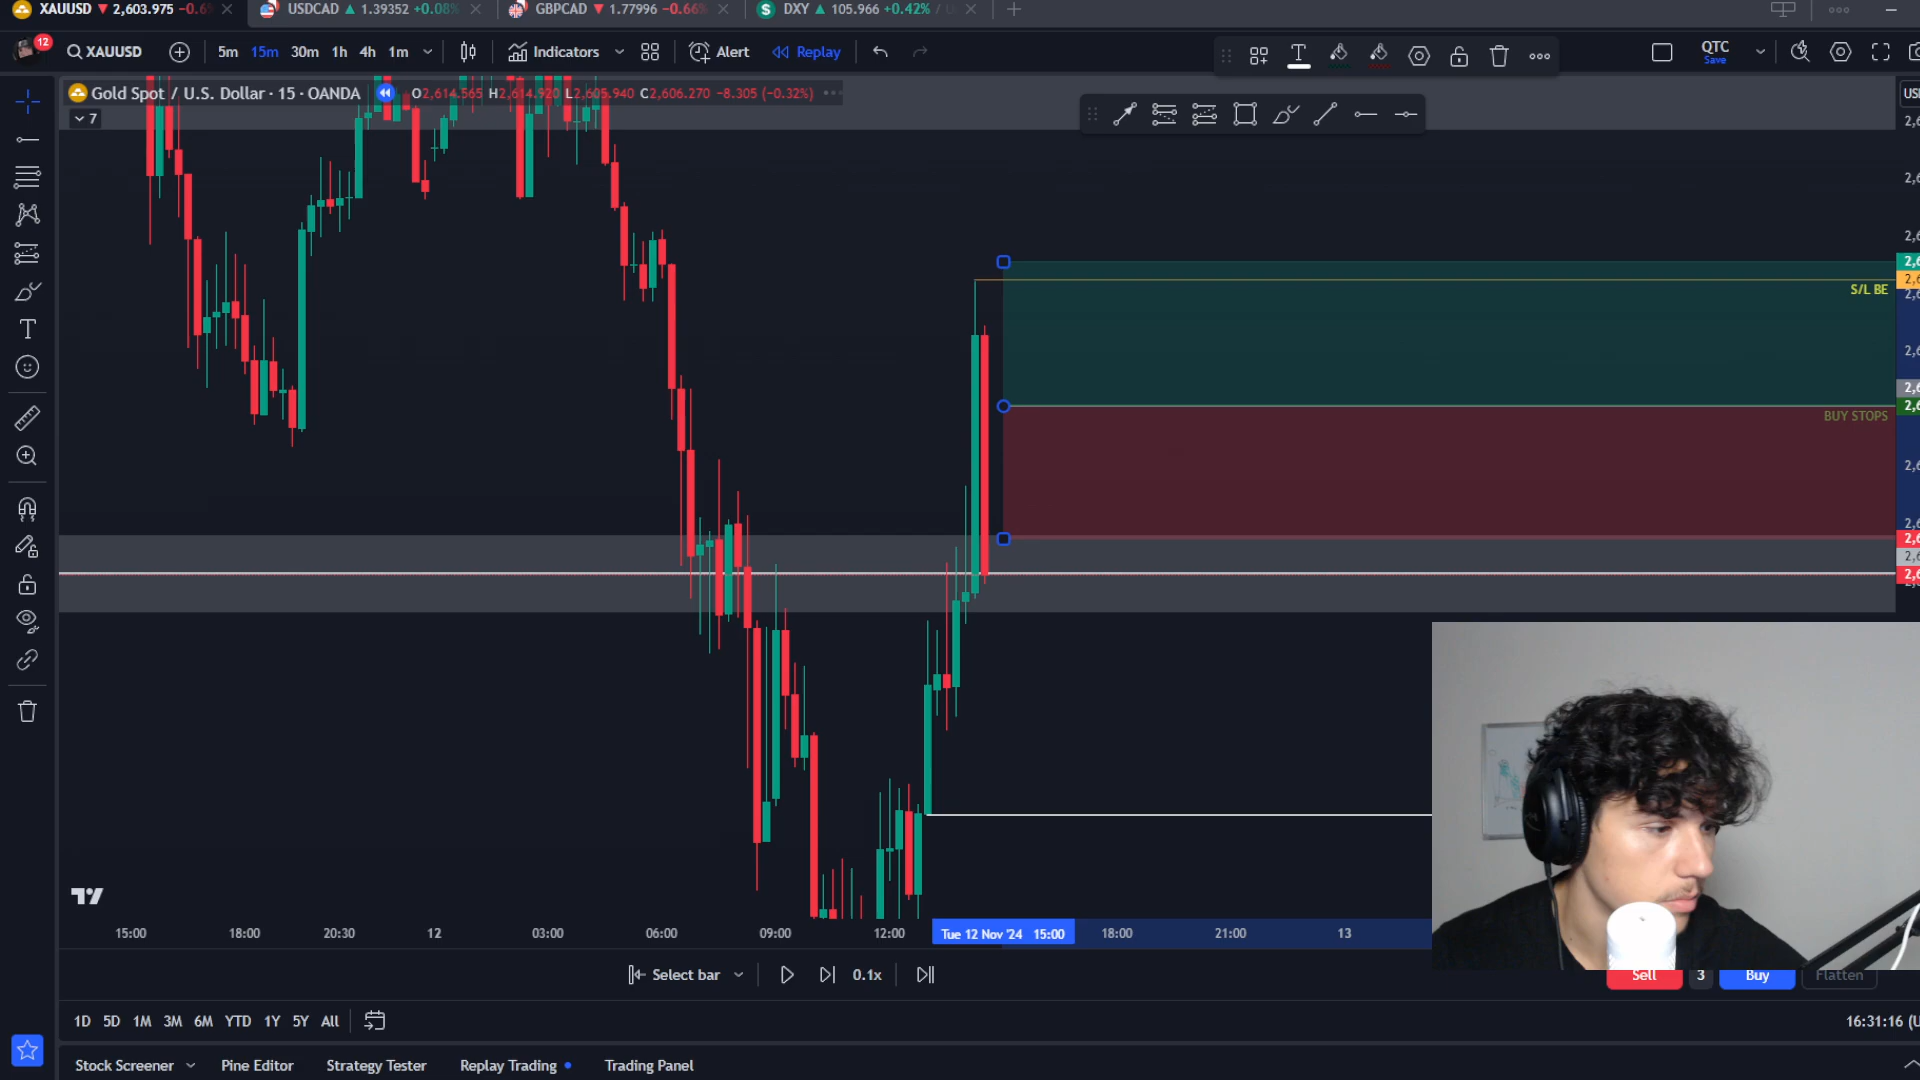 XAUUSD 2,603.975 USDCAD 1.39352 +0.08% GBPCAD 1.77996 -0.66% DXY 105.966 +0.42%
12 XAUUSD 5m 15m 30m 1h 4h 1m Indicators Alert Replay QTC
Save
Gold Spot / U.S. Dollar · 15 · OANDA O2,614.565 H2,614.920 L2,605.940 C2,606.270 -8.305 (-0.32%)
7
S/L BE
BUY STOPS
15:00 18:00 20:30 12 03:00 06:00 09:00 12:00 Tue 12 Nov '24 15:00 18:00 21:00 13
Select bar 0.1x Sell 3 Buy Flatten
1D 5D 1M 3M 6M YTD 1Y 5Y All 16:31:16
Stock Screener Pine Editor Strategy Tester Replay Trading Trading Panel